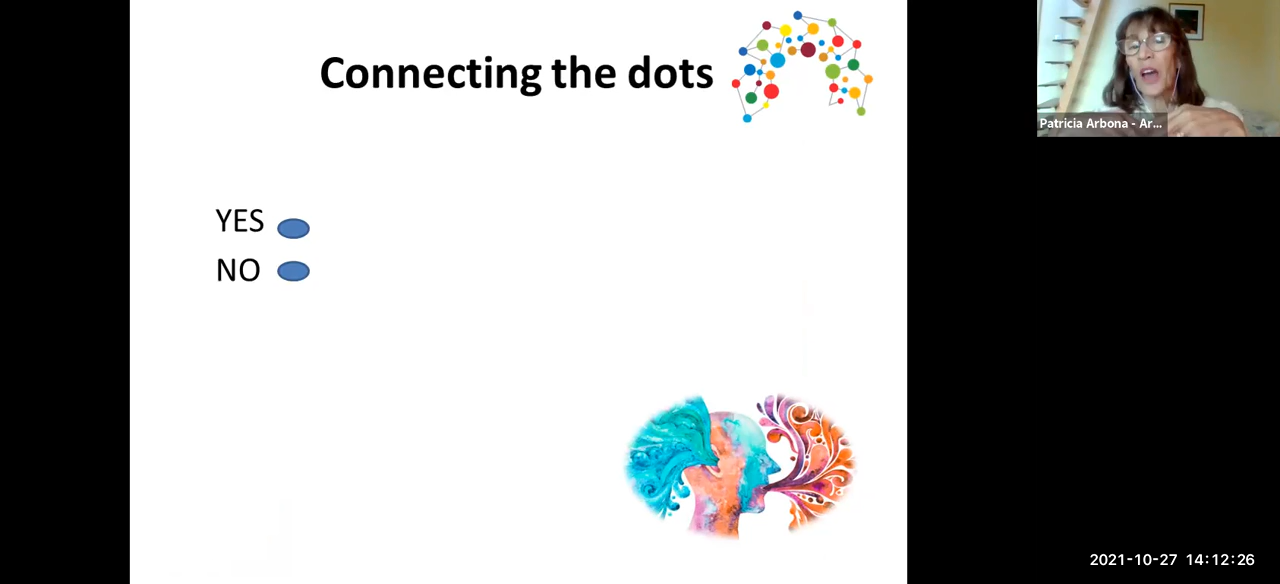 Connecting the dots
Patricia Arbona - Ar...
YES
NO
2021-10-27 14:12:26